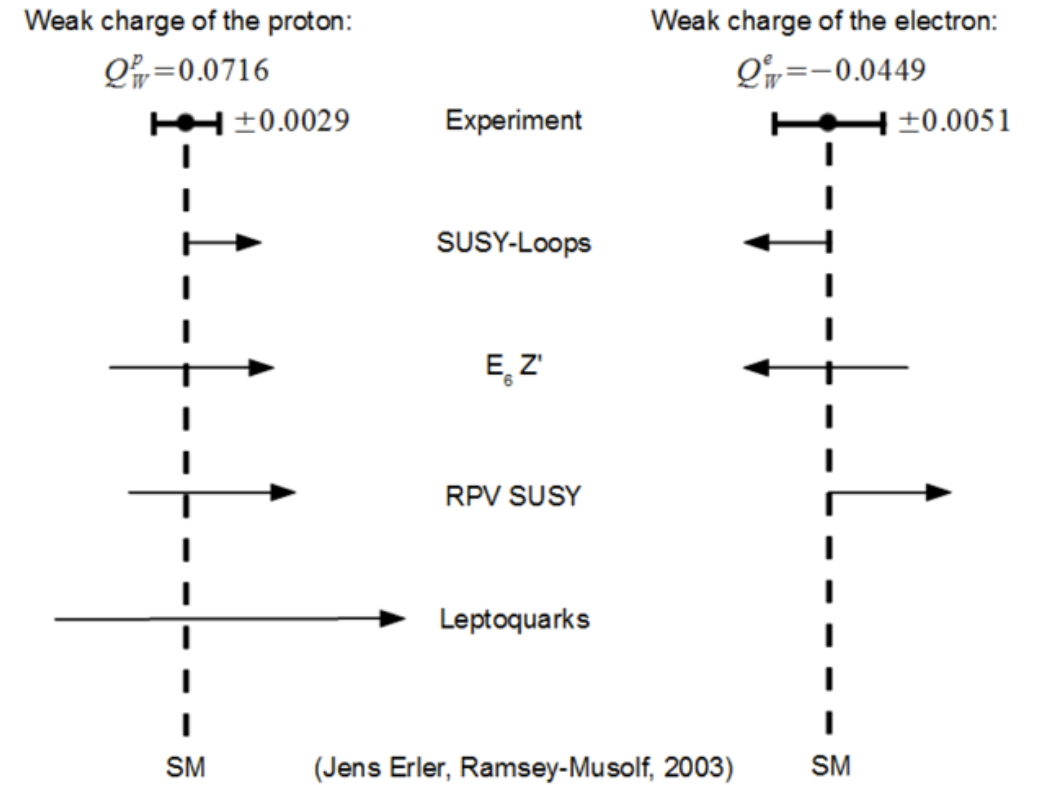 Weak charge of the proton:
Weak charge of the electron:
Q_W^p=0.0716
Q_W^e=−0.0449
±0.0029
Experiment
±0.0051
SUSY-Loops
E₆ Z'
RPV SUSY
Leptoquarks
SM
(Jens Erler, Ramsey-Musolf, 2003)
SM